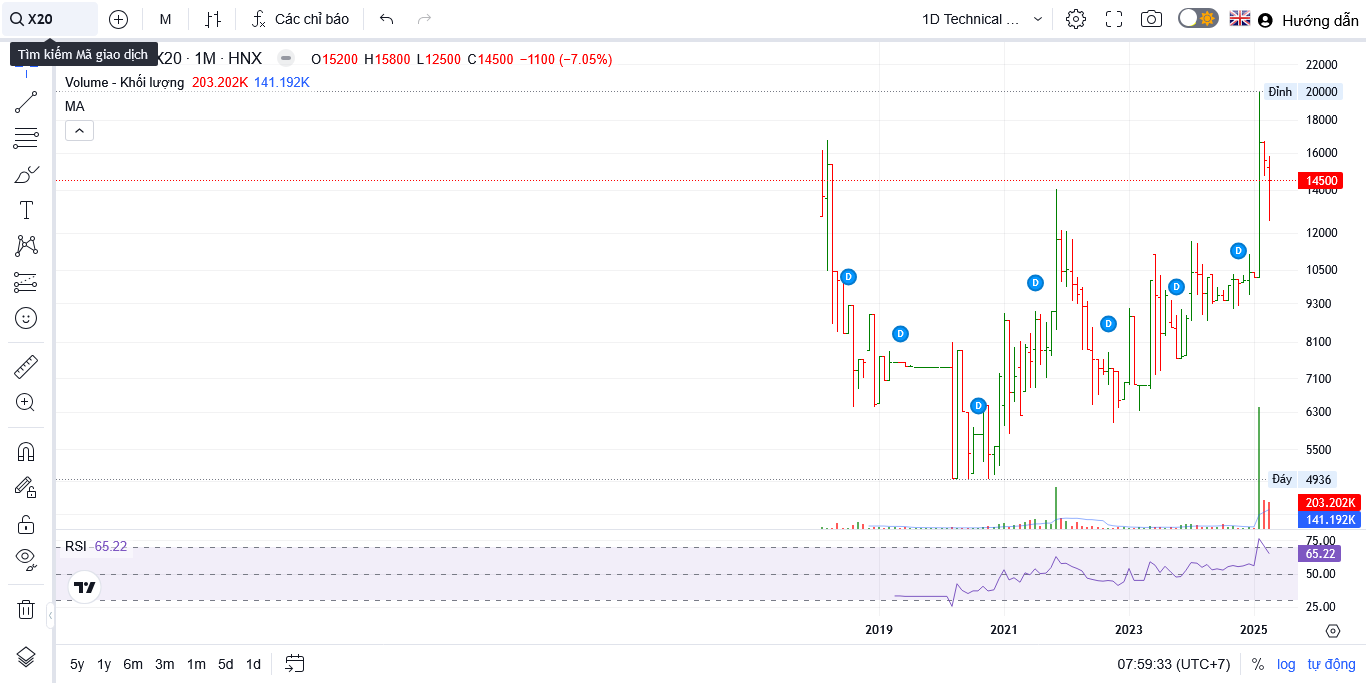 X20 M Các chỉ báo 1D Technical ... Hướng dẫn
Tìm kiếm Mã giao dịch
X20 · 1M · HNX O15200 H15800 L12500 C14500 −1100 (−7.05%)
Volume - Khối lượng 203.202K 141.192K
MA
22000
Đỉnh 20000
18000
16000
14500
14000
12000
10500
9300
8100
7100
6300
5500
Đáy 4936
203.202K
141.192K
D
D
D
D
D
D
D
RSI 65.22
75.00
65.22
50.00
25.00
2019 2021 2023 2025
5y 1y 6m 3m 1m 5d 1d 07:59:33 (UTC+7) % log tự động